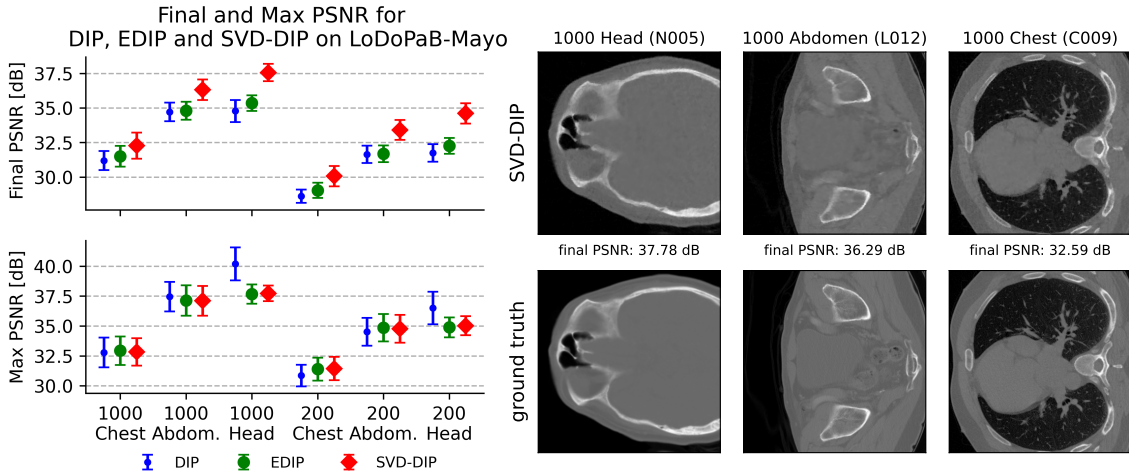 Final and Max PSNR for
DIP, EDIP and SVD-DIP on LoDoPaB-Mayo
Final PSNR [dB]
37.5
35.0
32.5
30.0
Max PSNR [dB]
40.0
37.5
35.0
32.5
30.0
1000 1000 1000 200 200 200
Chest Abdom. Head Chest Abdom. Head
DIP EDIP SVD-DIP
1000 Head (N005) 1000 Abdomen (L012) 1000 Chest (C009)
SVD-DIP
final PSNR: 37.78 dB final PSNR: 36.29 dB final PSNR: 32.59 dB
ground truth